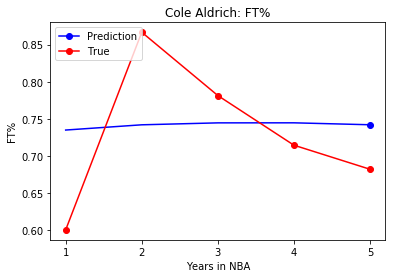 Cole Aldrich: FT%
Prediction
True
FT%
0.85
0.80
0.75
0.70
0.65
0.60
1 2 3 4 5
Years in NBA